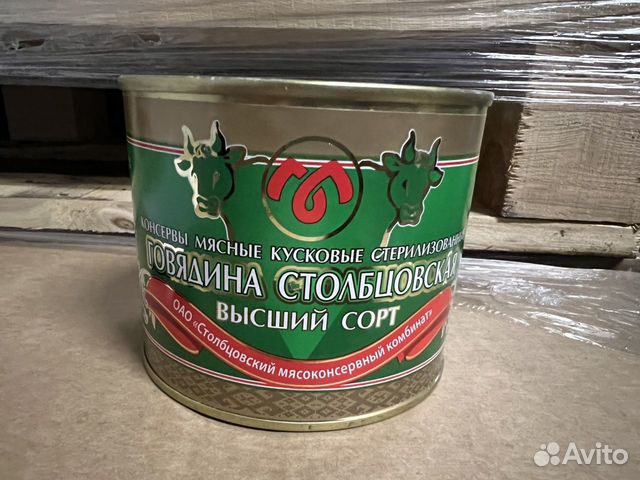 КОНСЕРВЫ МЯСНЫЕ КУСКОВЫЕ СТЕРИЛИЗОВАННЫЕ
ГОВЯДИНА СТОЛБЦОВСКАЯ
ВЫСШИЙ СОРТ
ОАО «Столбцовский мясоконсервный комбинат»
Avito